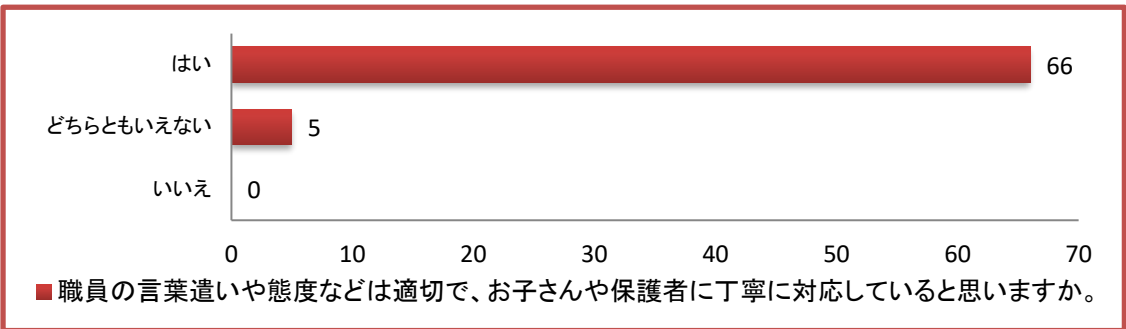 はい 66
どちらともいえない 5
いいえ 0
0 10 20 30 40 50 60 70
職員の言葉遣いや態度などは適切で、お子さんや保護者に丁寧に対応していると思いますか。